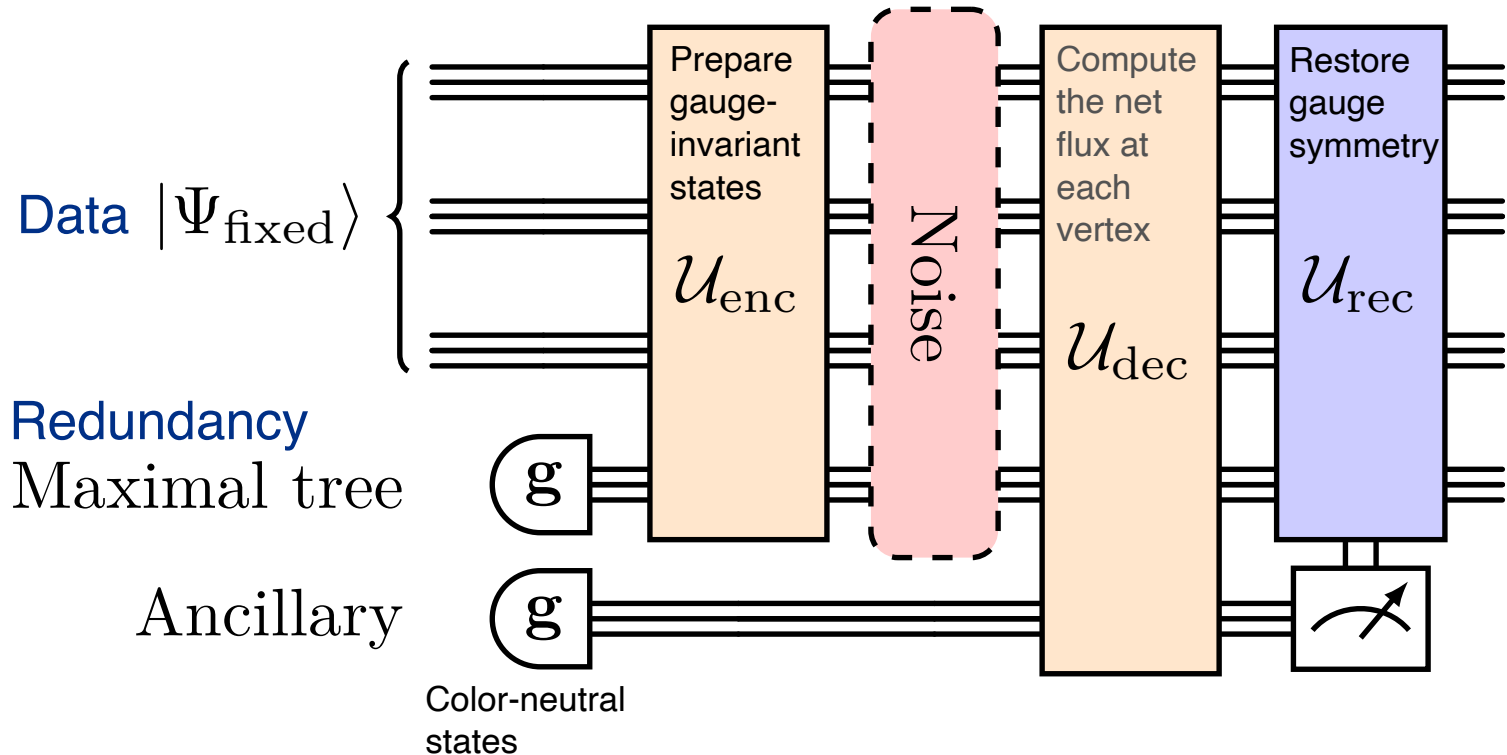 Prepare
gauge-
invariant
states
𝒰enc
Noise
Compute
the net
flux at
each
vertex
𝒰dec
Restore
gauge
symmetry
𝒰rec
Data |Ψfixed⟩
Redundancy
Maximal tree
g
Ancillary
g
Color-neutral
states